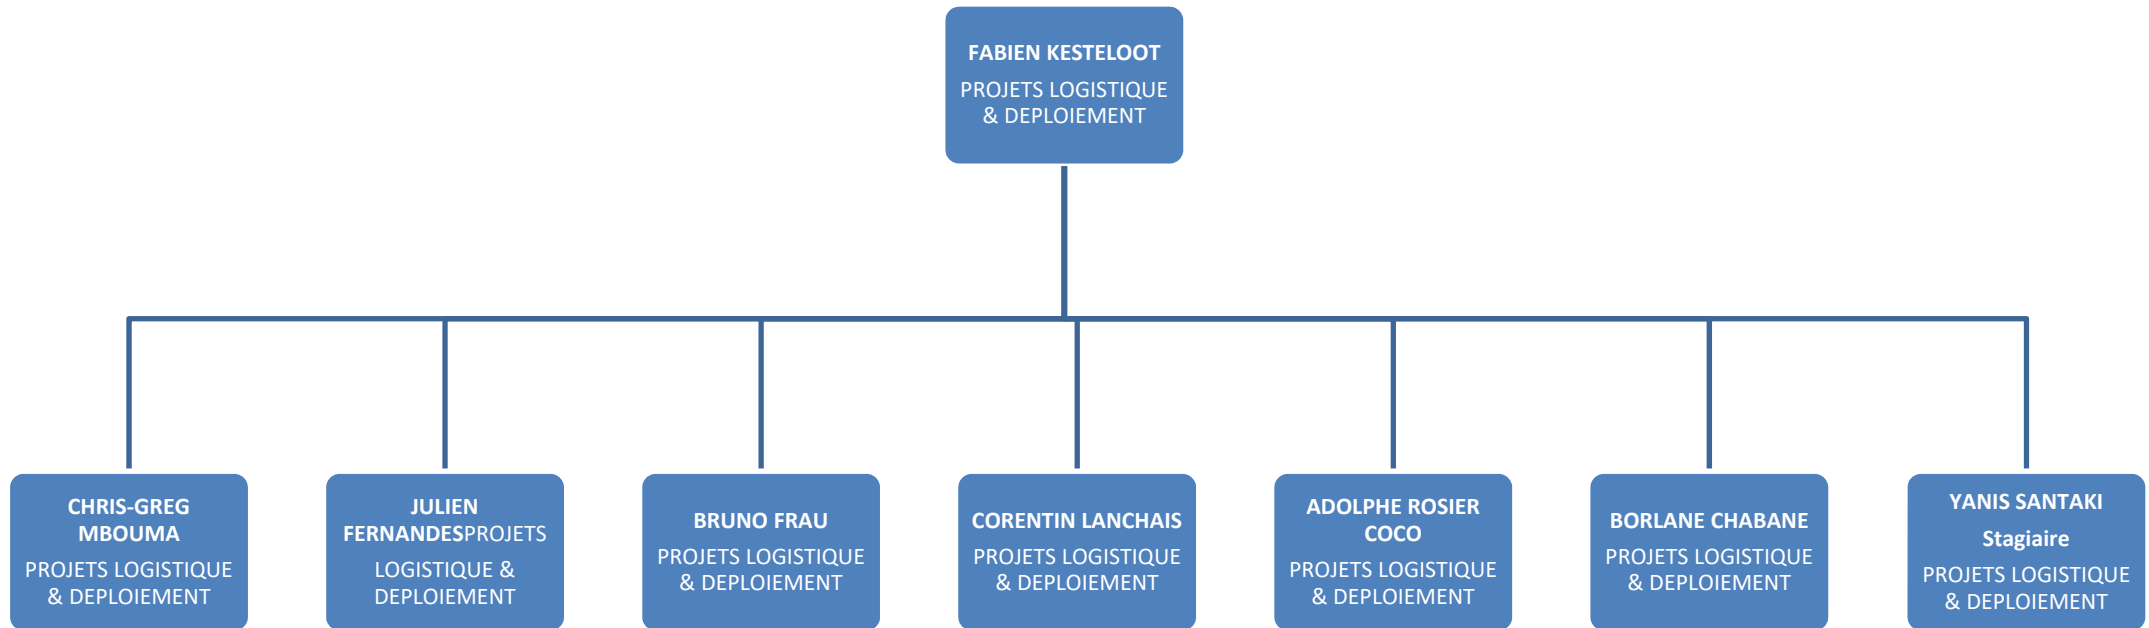 FABIEN KESTELOOT
PROJETS LOGISTIQUE
& DEPLOIEMENT
CHRIS-GREG
MBOUMA
PROJETS LOGISTIQUE
& DEPLOIEMENT
JULIEN
FERNANDESPROJETS
LOGISTIQUE &
DEPLOIEMENT
BRUNO FRAU
PROJETS LOGISTIQUE
& DEPLOIEMENT
CORENTIN LANCHAIS
PROJETS LOGISTIQUE
& DEPLOIEMENT
ADOLPHE ROSIER
COCO
PROJETS LOGISTIQUE
& DEPLOIEMENT
BORLANE CHABANE
PROJETS LOGISTIQUE
& DEPLOIEMENT
YANIS SANTAKI
Stagiaire
PROJETS LOGISTIQUE
& DEPLOIEMENT